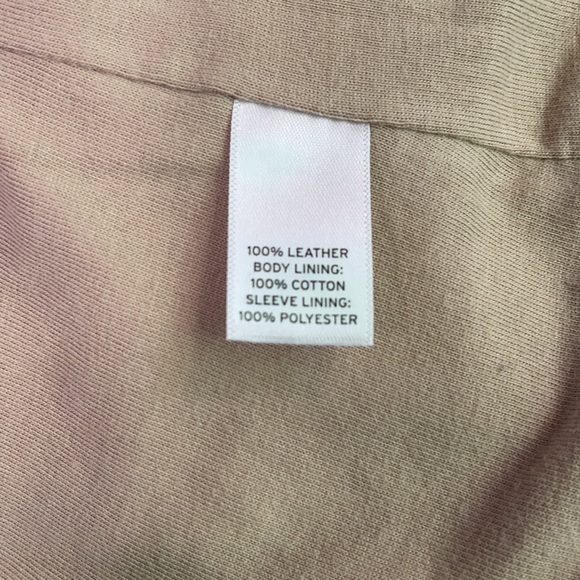 100% LEATHER
BODY LINING:
100% COTTON
SLEEVE LINING:
100% POLYESTER